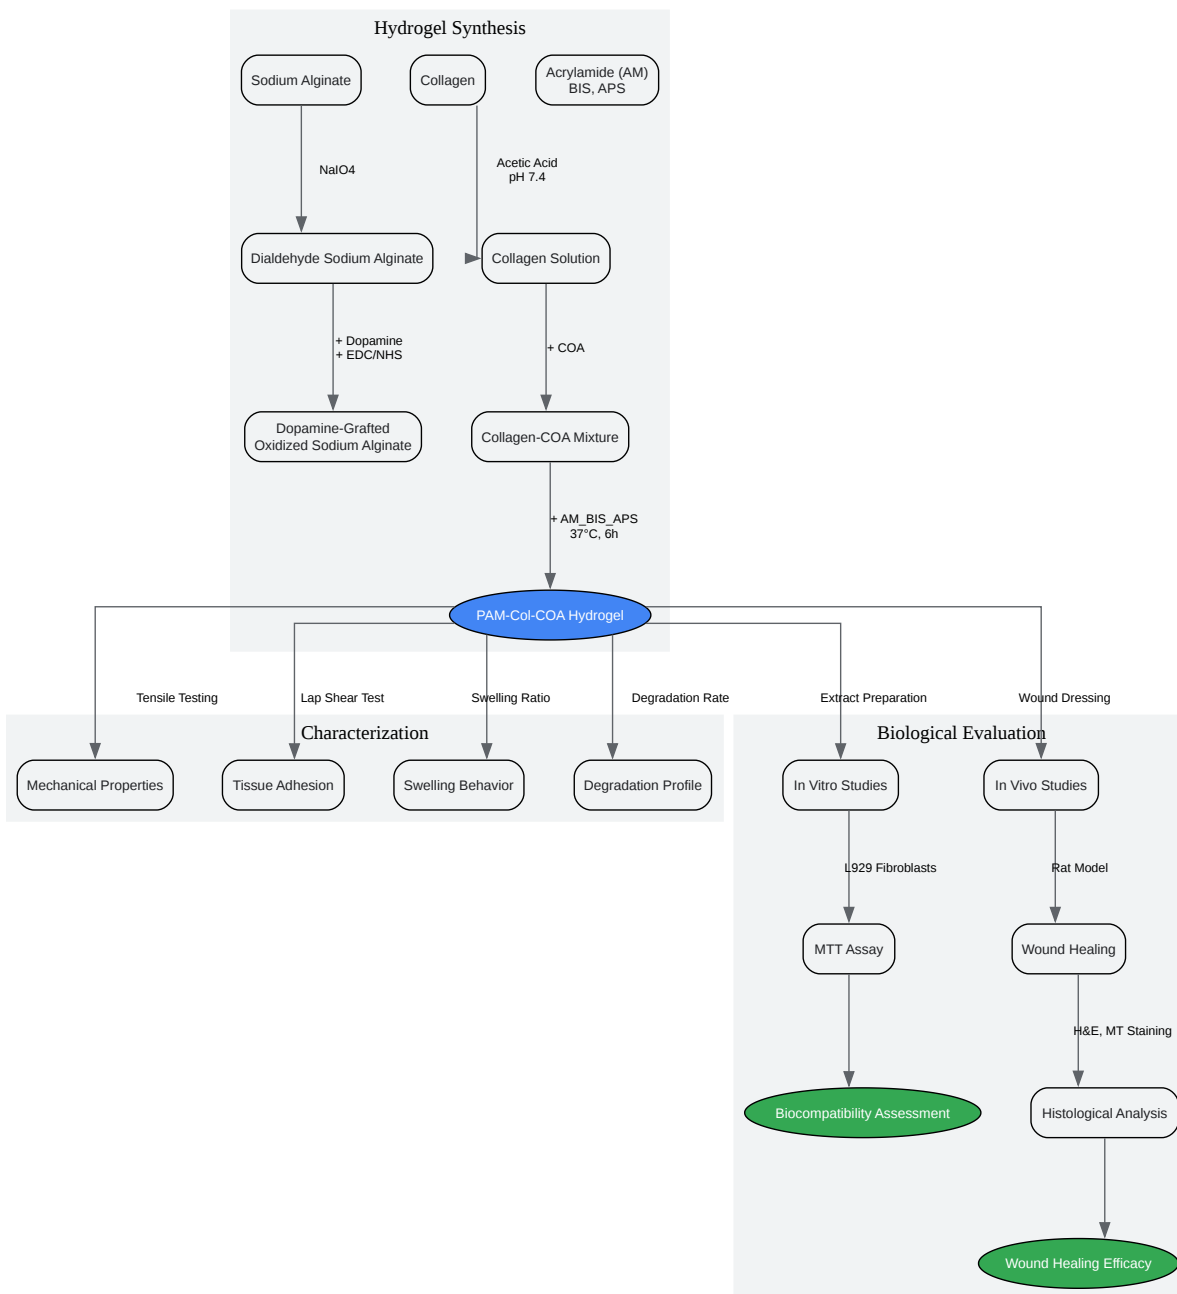 Hydrogel Synthesis
Sodium Alginate
Collagen
Acrylamide (AM)
BIS, APS
NaIO4
Acetic Acid
pH 7.4
Dialdehyde Sodium Alginate
Collagen Solution
+ Dopamine
+ EDC/NHS
+ COA
Dopamine-Grafted
Oxidized Sodium Alginate
Collagen-COA Mixture
+ AM_BIS_APS
37°C, 6h
PAM-Col-COA Hydrogel
Tensile Testing
Lap Shear Test
Swelling Ratio
Degradation Rate
Extract Preparation
Wound Dressing
Characterization
Biological Evaluation
Mechanical Properties
Tissue Adhesion
Swelling Behavior
Degradation Profile
In Vitro Studies
In Vivo Studies
L929 Fibroblasts
Rat Model
MTT Assay
Wound Healing
H&E, MT Staining
Biocompatibility Assessment
Histological Analysis
Wound Healing Efficacy